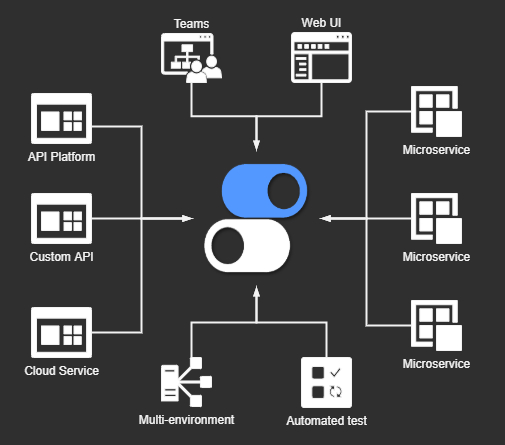 Teams
Web UI
API Platform
Microservice
Custom API
Microservice
Cloud Service
Microservice
Multi-environment
Automated test